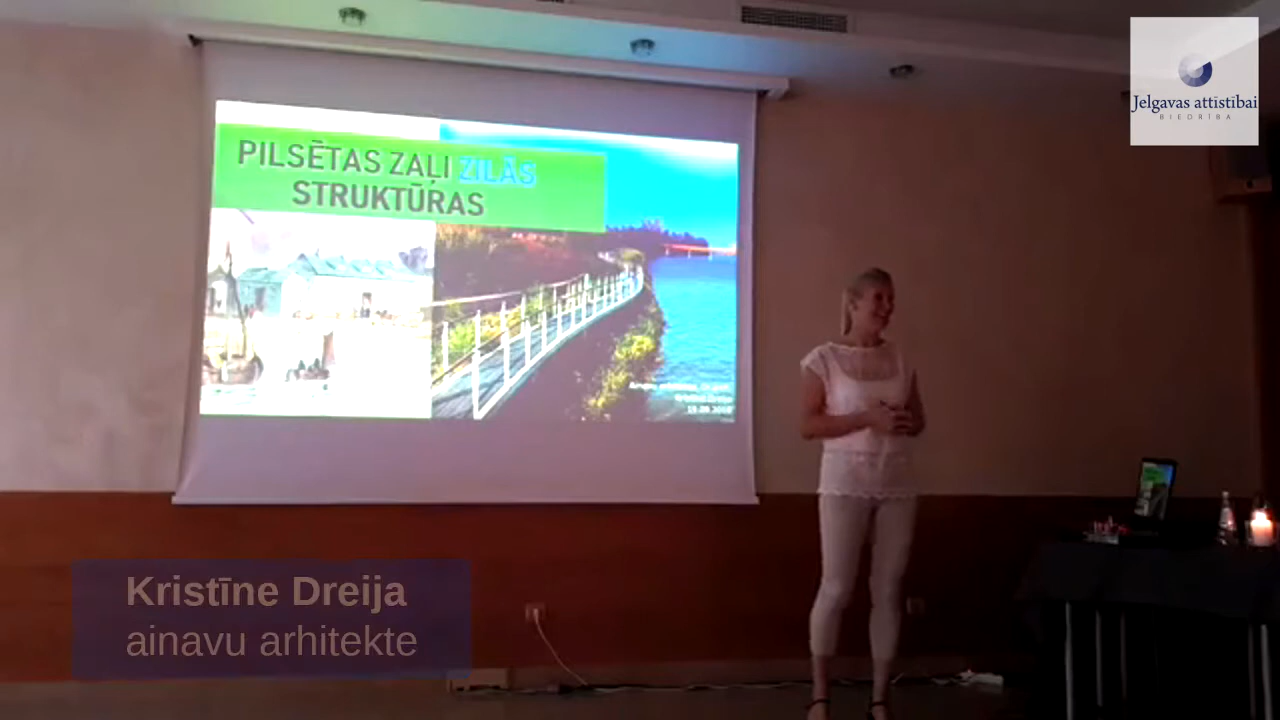 PILSĒTAS ZAĻI ZILĀS
STRUKTŪRAS
Jelgavas attīstībai
BIEDRĪBA
Kristīne Dreija
ainavu arhitekte